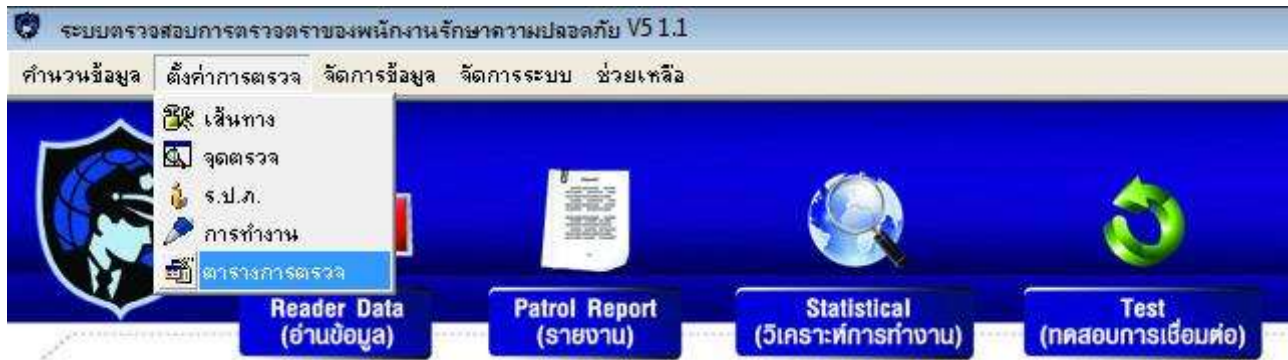 ระบบตรวจสอบการตรวจตราของพนักงานรักษาความปลอดภัย V5 1.1
คำนวนข้อมูล ตั้งค่าการตรวจ จัดการข้อมูล จัดการระบบ ช่วยเหลือ
เส้นทาง
จุดตรวจ
ร.ป.ภ.
การทำงาน
ตารางการตรวจ
Reader Data
(อ่านข้อมูล)
Patrol Report
(รายงาน)
Statistical
(วิเคราะห์การทำงาน)
Test
(ทดสอบการเชื่อมต่อ)